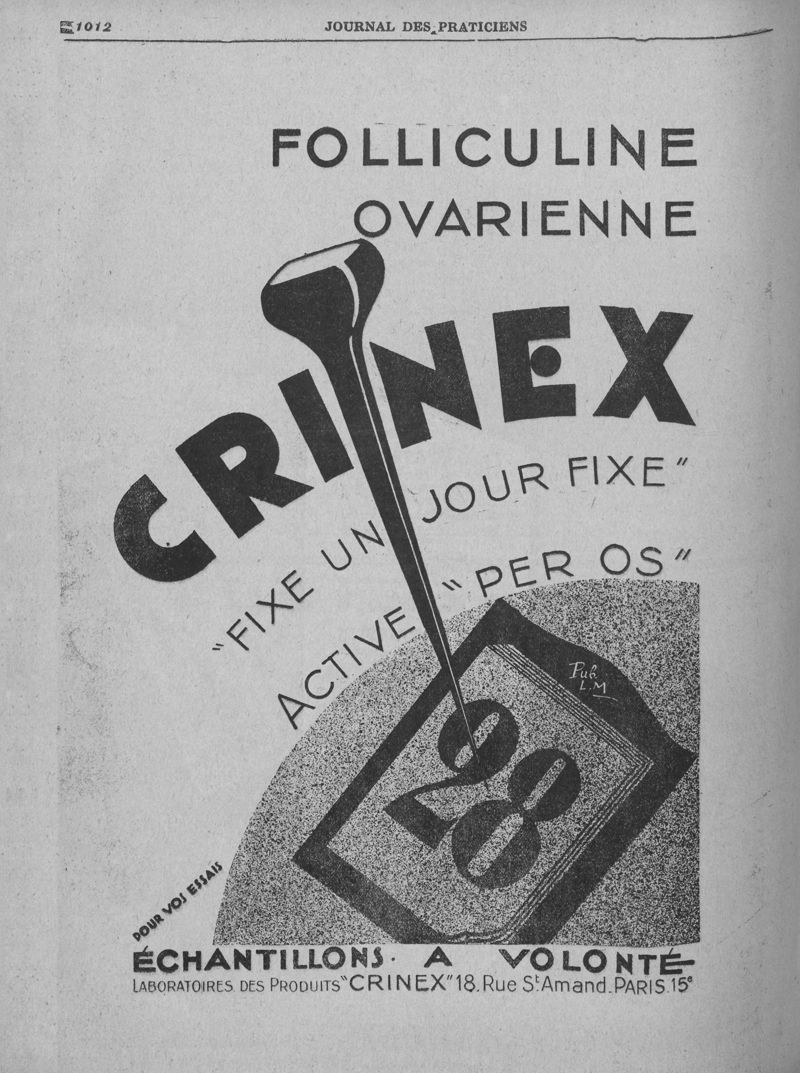 1012
JOURNAL DES PRATICIENS
FOLLICULINE
OVARIENNE
CRINEX
"FIXE UN JOUR FIXE"
ACTIVE "PER OS"
Pub.
L.M
28
POUR VOS ESSAIS
ÉCHANTILLONS. A VOLONTÉ
LABORATOIRES DES PRODUITS "CRINEX" 18. Rue St Amand. PARIS. 15e